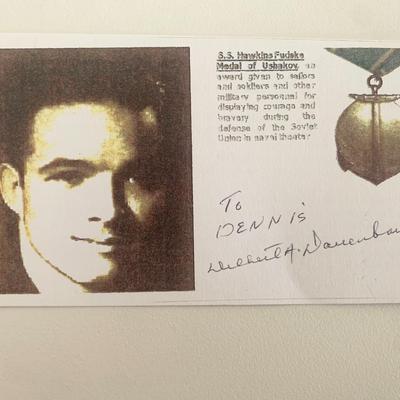 S.S. Hawkins Fudske
Medal of Ushakov, an
award given to sailors
and soldiers and other
military personnel for
displaying courage and
bravery during the
defense of the Soviet
Union in naval theater
To
DENNIS